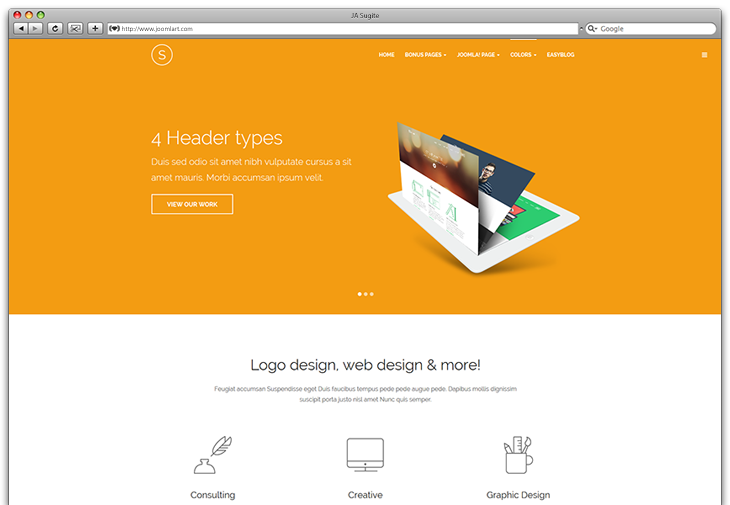 JA Sugite
http://www.joomlart.com
Google
S
HOME BONUS PAGES JOOMLA! PAGE COLORS EASYBLOG
4 Header types
Duis sed odio sit amet nibh vulputate cursus a sit
amet mauris. Morbi accumsan ipsum velit.
VIEW OUR WORK
Logo design, web design & more!
Feugiat accumsan Suspendisse eget Duis faucibus tempus pede pede augue pede. Dapibus mollis dignissim
suscipit porta justo nisl amet Nunc quis semper.
Consulting
Creative
Graphic Design